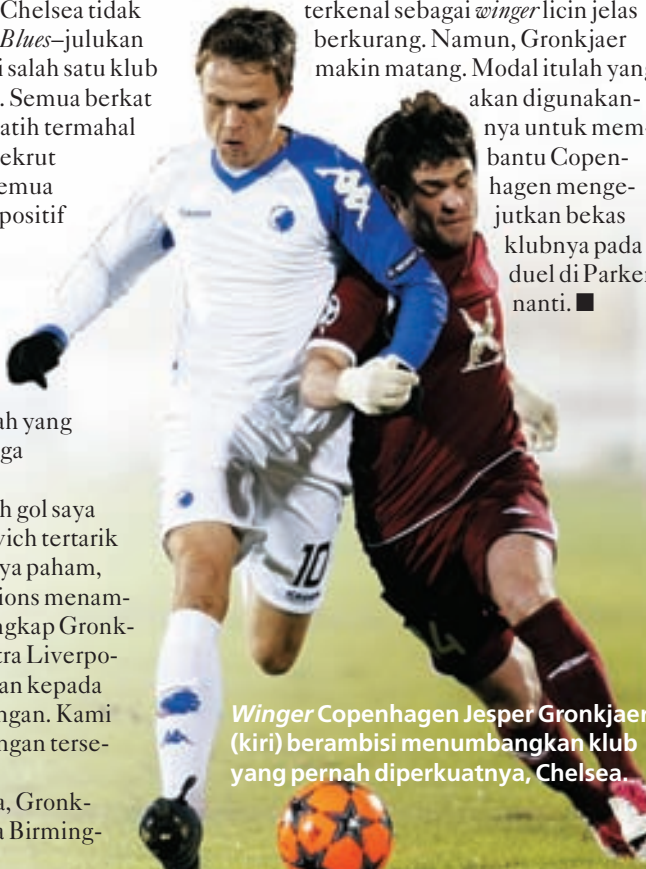 Chelsea tidak
Blues–julukan
i salah satu klub
. Semua berkat
atih termahal
ekrut
emua
positif
ah yang
ga
h gol saya
vich tertarik
ya paham,
ions menam-
ngkap Gronk-
tra Liverpo-
an kepada
ngan. Kami
ngan terse-
a, Gronk-
a Birming-
terkenal sebagai winger licin jelas
berkurang. Namun, Gronkjaer
makin matang. Modal itulah yang
akan digunakan-
nya untuk mem-
bantu Copen-
hagen menge-
jutkan bekas
klubnya pada
duel di Parken
nanti. ■
10
Winger Copenhagen Jesper Gronkjaer
(kiri) berambisi menumbangkan klub
yang pernah diperkuatnya, Chelsea.